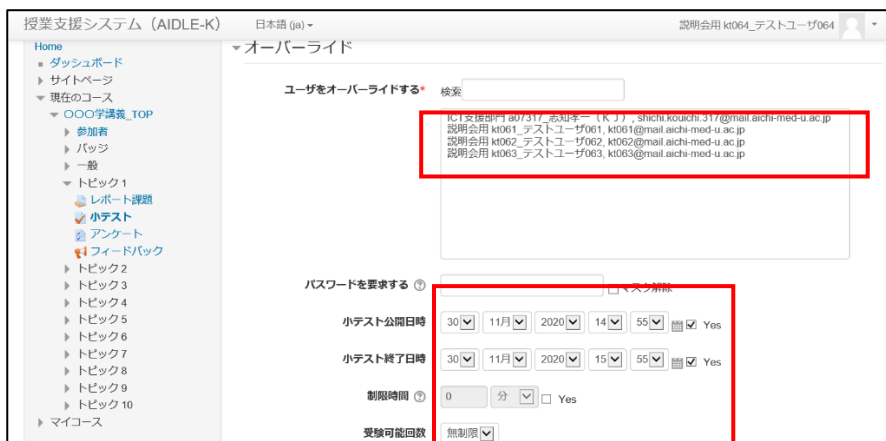 授業支援システム（AIDLE-K） 日本語 (ja) 説明会用 kt064_テストユーザ064
Home
ダッシュボード
サイトページ
現在のコース
〇〇〇学講義_TOP
参加者
バッジ
一般
トピック 1
レポート課題
小テスト
アンケート
フィードバック
トピック 2
トピック 3
トピック 4
トピック 5
トピック 6
トピック 7
トピック 8
トピック 9
トピック 10
マイコース
オーバーライド
ユーザをオーバーライドする* 検索
ICT支援部門 a07317_志知孝一（ＫＪ）, shichi.kouichi.317@mail.aichi-med-u.ac.jp
説明会用 kt061_テストユーザ061, kt061@mail.aichi-med-u.ac.jp
説明会用 kt062_テストユーザ062, kt062@mail.aichi-med-u.ac.jp
説明会用 kt063_テストユーザ063, kt063@mail.aichi-med-u.ac.jp
パスワードを要求する マスク解除
小テスト公開日時 30 11月 2020 14 55 Yes
小テスト終了日時 30 11月 2020 15 55 Yes
制限時間 0 分 Yes
受験可能回数 無制限